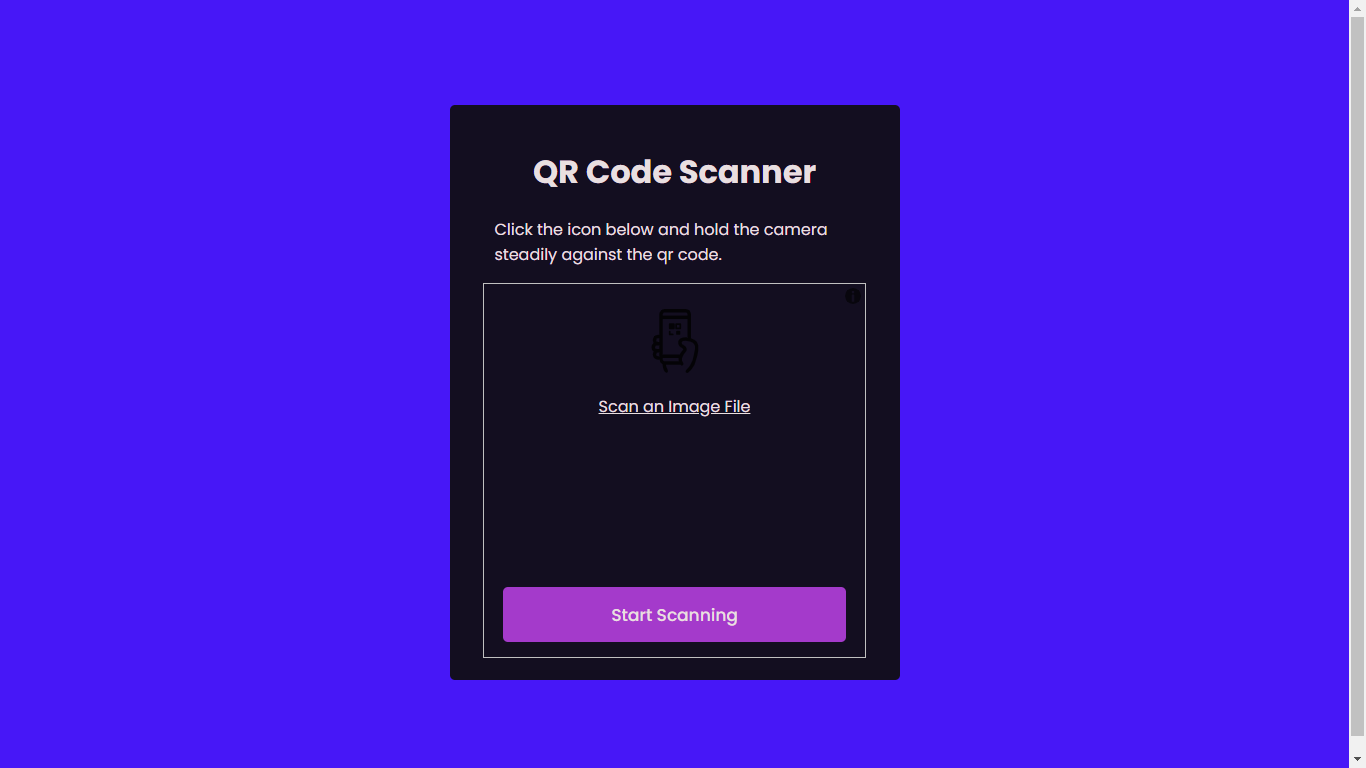 QR Code Scanner
Click the icon below and hold the camera
steadily against the qr code.
Scan an Image File
Start Scanning